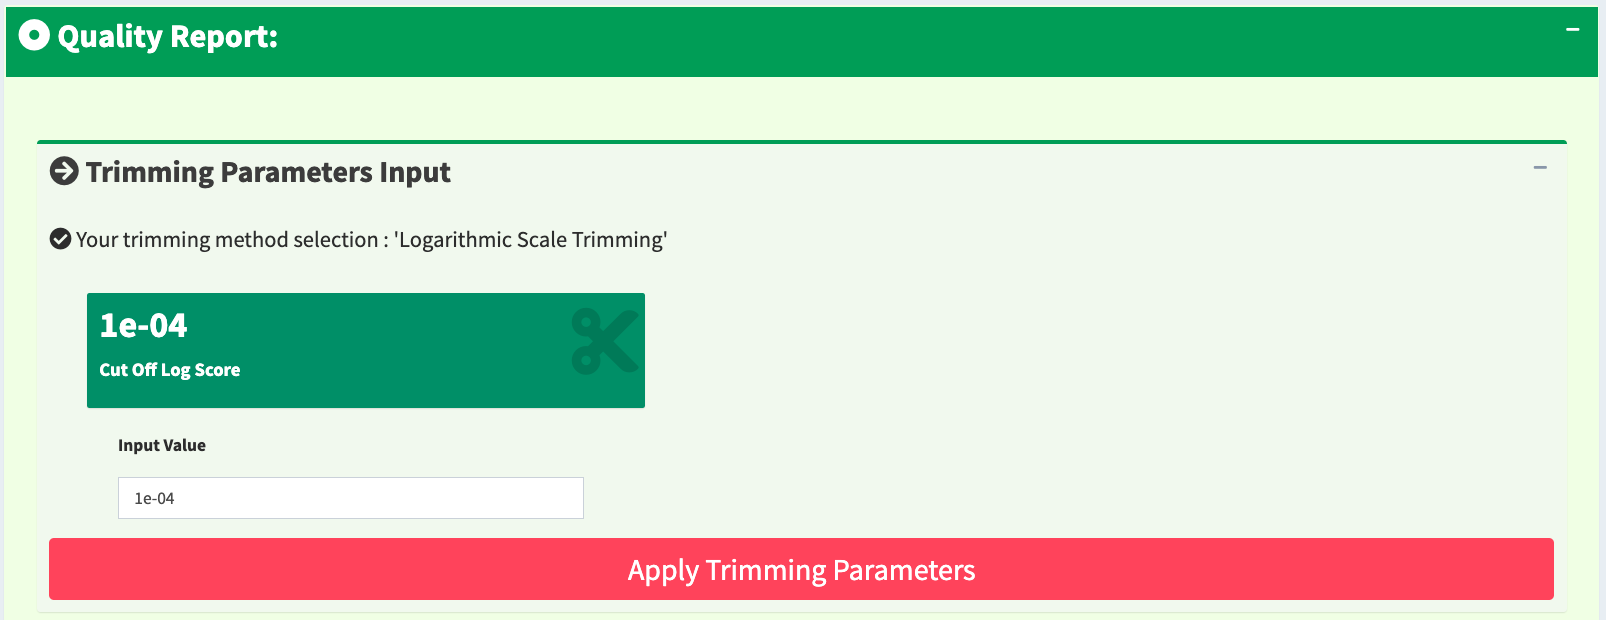 Quality Report:
Trimming Parameters Input
Your trimming method selection : 'Logarithmic Scale Trimming'
1e-04
Cut Off Log Score
Input Value
1e-04
Apply Trimming Parameters